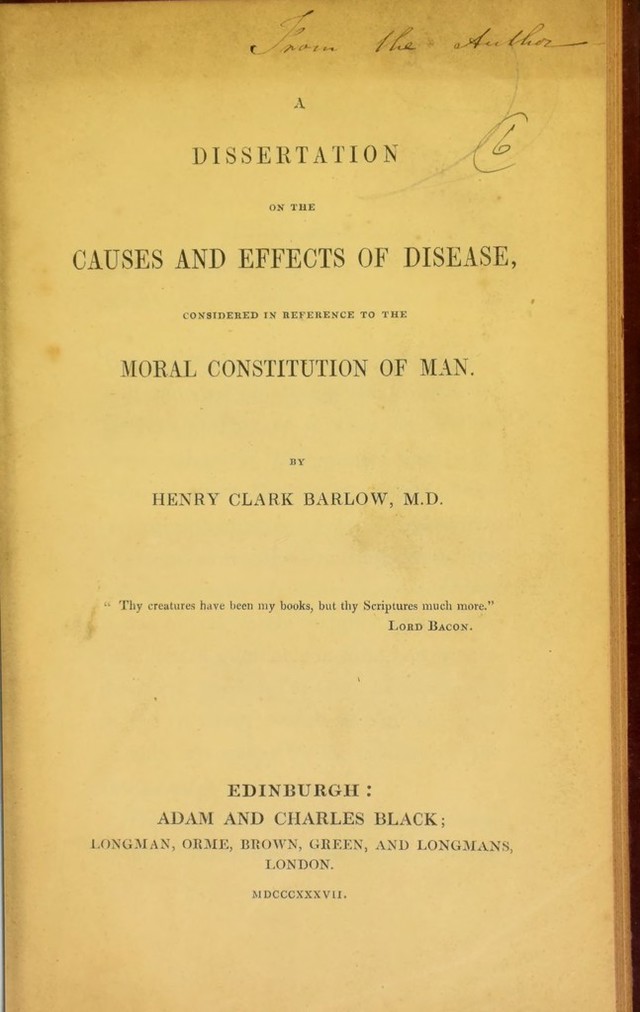 From the Author
A
DISSERTATION
6
ON THE
CAUSES AND EFFECTS OF DISEASE,
CONSIDERED IN REFERENCE TO THE
MORAL CONSTITUTION OF MAN.
BY
HENRY CLARK BARLOW, M.D.
“ Thy creatures have been my books, but thy Scriptures much more.”
LORD BACON.
EDINBURGH:
ADAM AND CHARLES BLACK;
LONGMAN, ORME, BROWN, GREEN, AND LONGMANS,
LONDON.
MDCCCXXXVII.